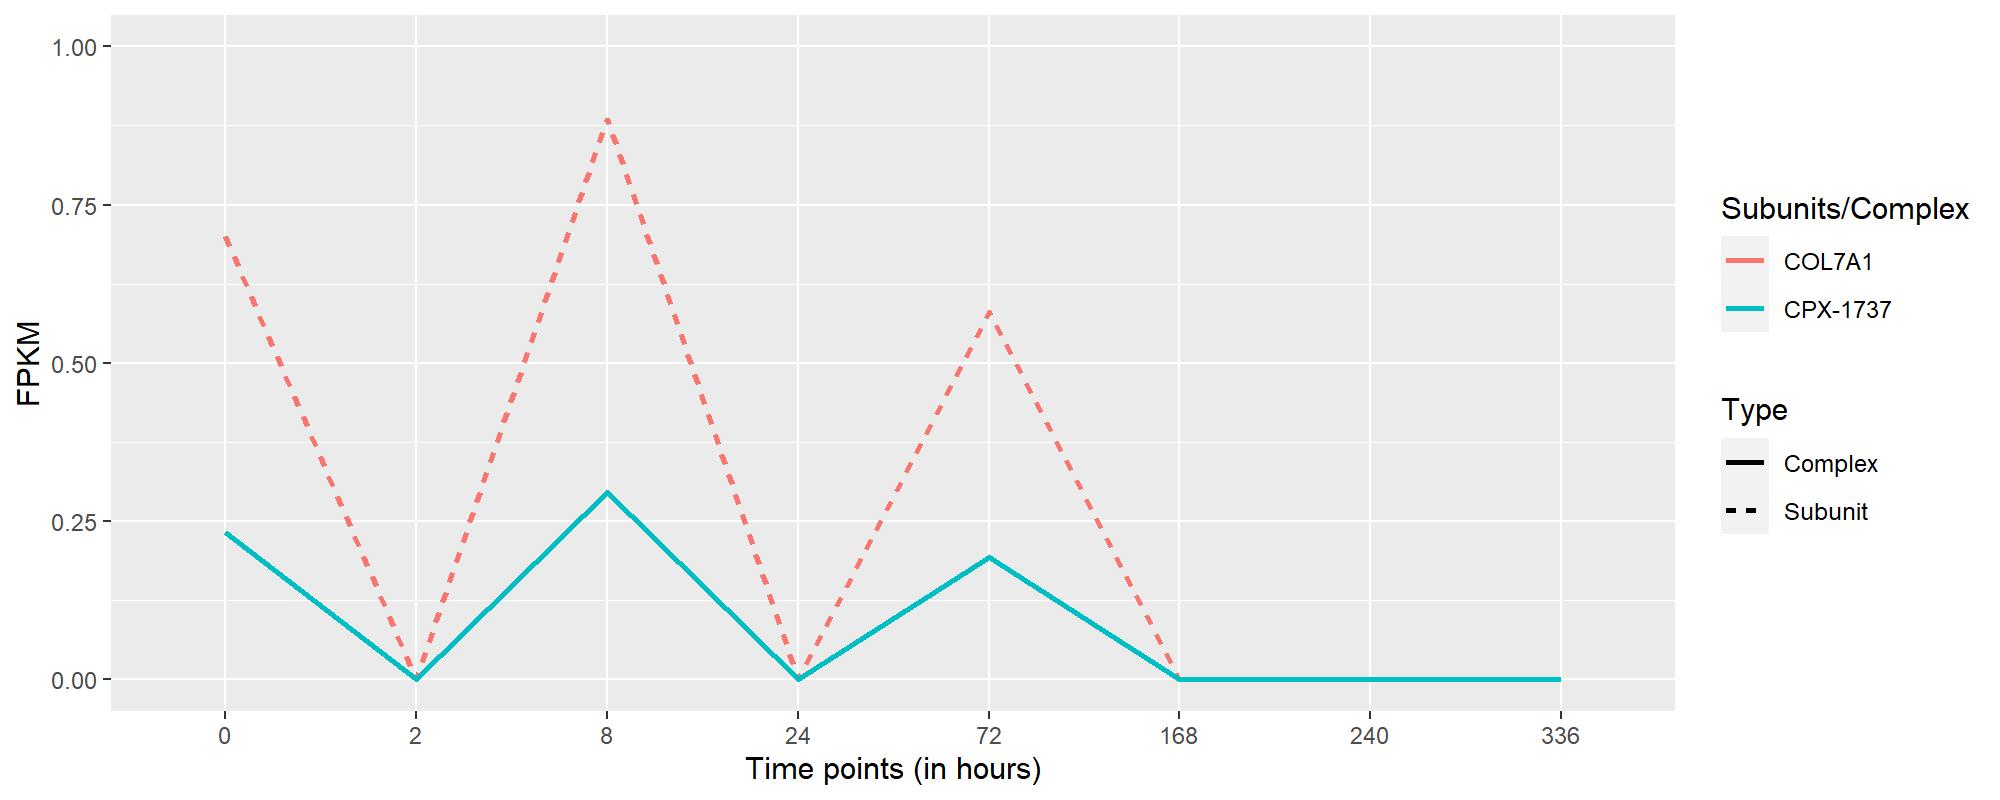 1.00
0.75
0.50
0.25
0.00
FPKM
0 2 8 24 72 168 240 336
Time points (in hours)
Subunits/Complex
COL7A1
CPX-1737
Type
Complex
Subunit